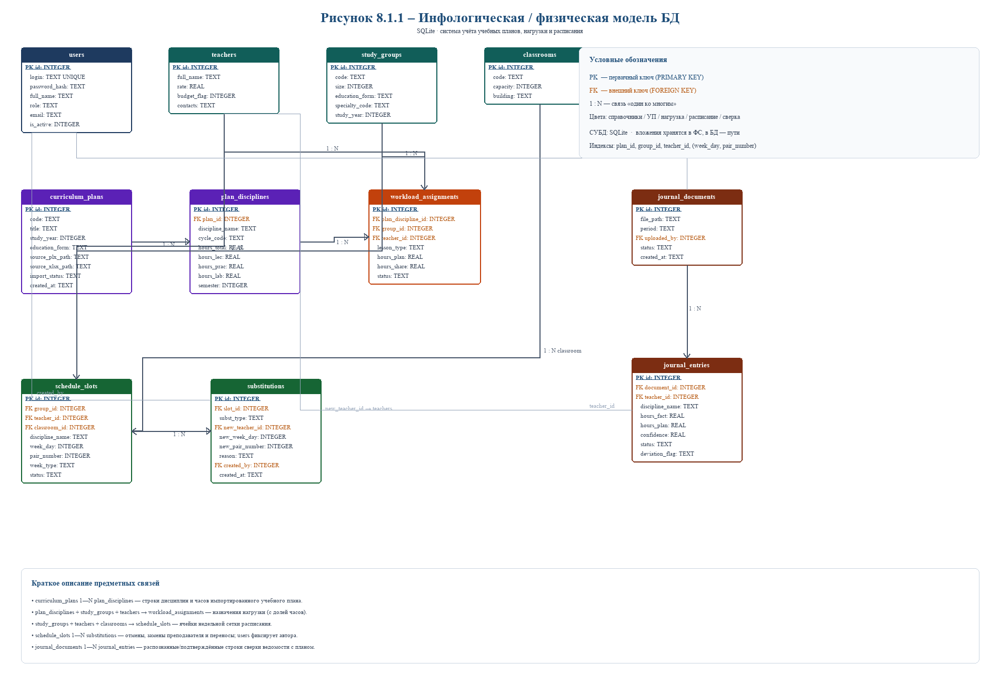 Рисунок 8.1.1 – Инфологическая / физическая модель БД
SQLite · система учёта учебных планов, нагрузки и расписания
users
PK id: INTEGER
login: TEXT UNIQUE
password_hash: TEXT
full_name: TEXT
role: TEXT
email: TEXT
is_active: INTEGER
teachers
PK id: INTEGER
full_name: TEXT
rate: REAL
budget_flag: INTEGER
contacts: TEXT
study_groups
PK id: INTEGER
code: TEXT
size: INTEGER
education_form: TEXT
specialty_code: TEXT
study_year: INTEGER
classrooms
PK id: INTEGER
code: TEXT
capacity: INTEGER
building: TEXT
Условные обозначения
PK — первичный ключ (PRIMARY KEY)
FK — внешний ключ (FOREIGN KEY)
1 : N — связь «один ко многим»
Цвета: справочники / УП / нагрузка / расписание / сверка
СУБД: SQLite · вложения хранятся в ФС, в БД — пути
Индексы: plan_id, group_id, teacher_id, (week_day, pair_number)
1 : N
1 : N
curriculum_plans
PK id: INTEGER
code: TEXT
title: TEXT
study_year: INTEGER
education_form: TEXT
source_plx_path: TEXT
source_xlsx_path: TEXT
import_status: TEXT
created_at: TEXT
1 : N
plan_disciplines
PK id: INTEGER
FK plan_id: INTEGER
discipline_name: TEXT
cycle_code: TEXT
hours_total: REAL
hours_lec: REAL
hours_prac: REAL
hours_lab: REAL
semester: INTEGER
1 : N
workload_assignments
PK id: INTEGER
FK plan_discipline_id: INTEGER
FK group_id: INTEGER
FK teacher_id: INTEGER
lesson_type: TEXT
hours_plan: REAL
hours_share: REAL
status: TEXT
journal_documents
PK id: INTEGER
file_path: TEXT
period: TEXT
FK uploaded_by: INTEGER
status: TEXT
created_at: TEXT
1 : N
1 : N classroom
schedule_slots
created_by
PK id: INTEGER
FK group_id: INTEGER
FK teacher_id: INTEGER
FK classroom_id: INTEGER
discipline_name: TEXT
week_day: INTEGER
pair_number: INTEGER
week_type: TEXT
status: TEXT
1 : N
substitutions
PK id: INTEGER
FK slot_id: INTEGER
subst_type: TEXT
FK new_teacher_id: INTEGER
new_week_day: INTEGER
new_pair_number: INTEGER
reason: TEXT
FK created_by: INTEGER
created_at: TEXT
new_teacher_id → teachers
teacher_id
journal_entries
PK id: INTEGER
FK document_id: INTEGER
FK teacher_id: INTEGER
discipline_name: TEXT
hours_fact: REAL
hours_plan: REAL
confidence: REAL
status: TEXT
deviation_flag: TEXT
Краткое описание предметных связей
• curriculum_plans 1—N plan_disciplines — строки дисциплин и часов импортированного учебного плана.
• plan_disciplines + study_groups + teachers → workload_assignments — назначения нагрузки (с долей часов).
• study_groups + teachers + classrooms → schedule_slots — ячейки недельной сетки расписания.
• schedule_slots 1—N substitutions — отмены, замены преподавателя и переносы; users фиксирует автора.
• journal_documents 1—N journal_entries — распознанные/подтверждённые строки сверки ведомости с планом.